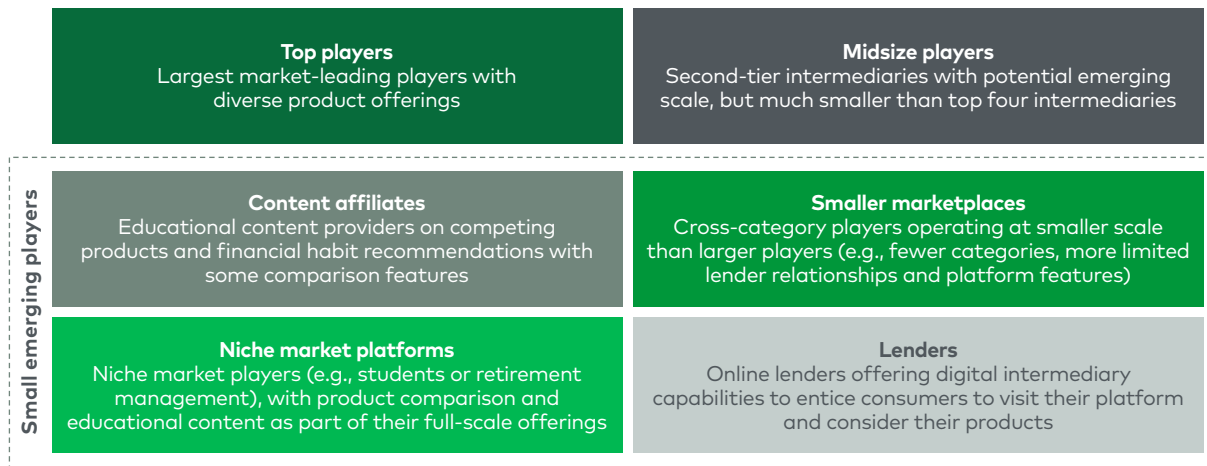 Top players
Largest market-leading players with
diverse product offerings
Midsize players
Second-tier intermediaries with potential emerging
scale, but much smaller than top four intermediaries
Small emerging players
Content affiliates
Educational content providers on competing
products and financial habit recommendations with
some comparison features
Smaller marketplaces
Cross-category players operating at smaller scale
than larger players (e.g., fewer categories, more limited
lender relationships and platform features)
Niche market platforms
Niche market players (e.g., students or retirement
management), with product comparison and
educational content as part of their full-scale offerings
Lenders
Online lenders offering digital intermediary
capabilities to entice consumers to visit their platform
and consider their products